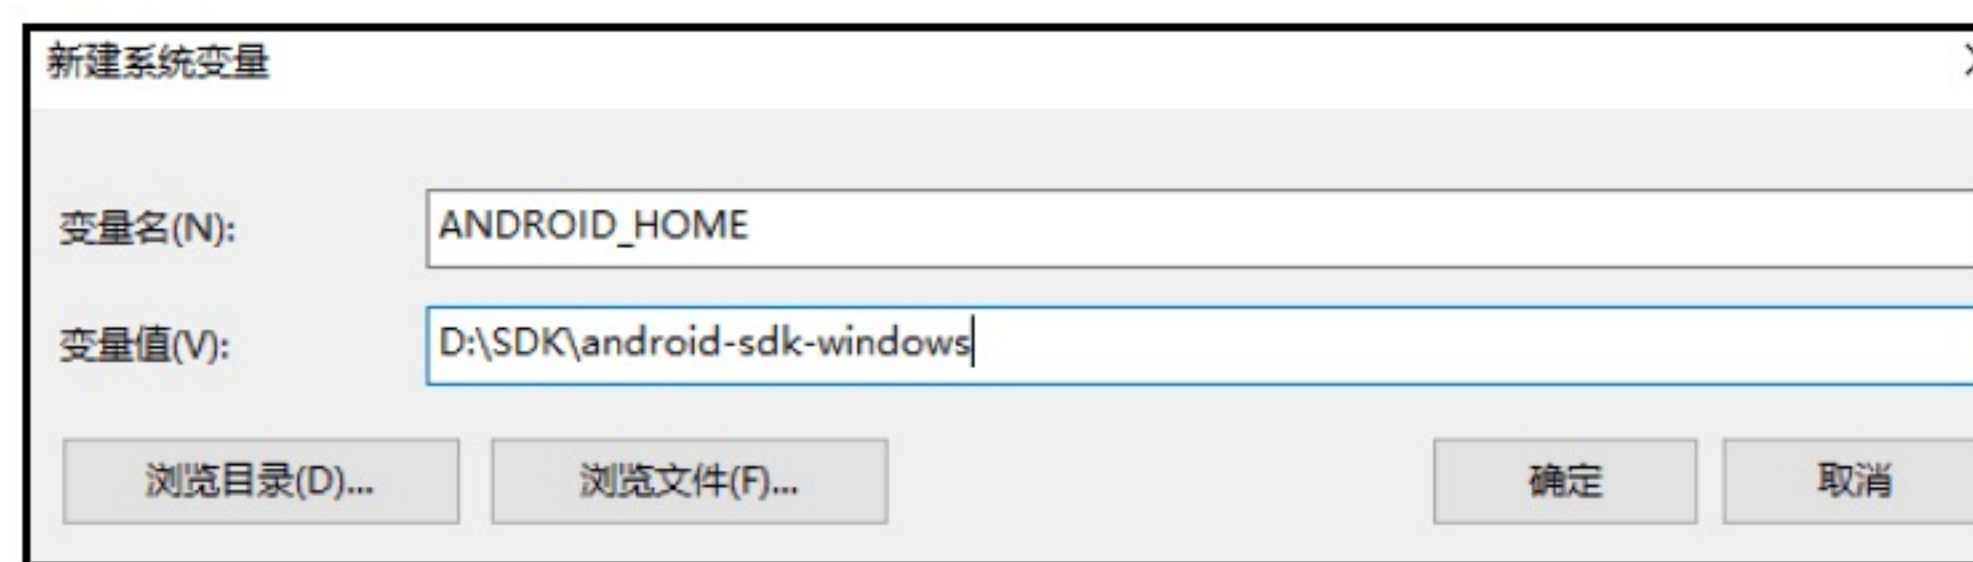 新建系统变量
变量名(N):
ANDROID_HOME
变量值(V):
D:\SDK\android-sdk-windows
浏览目录(D)...
浏览文件(F)...
确定
取消